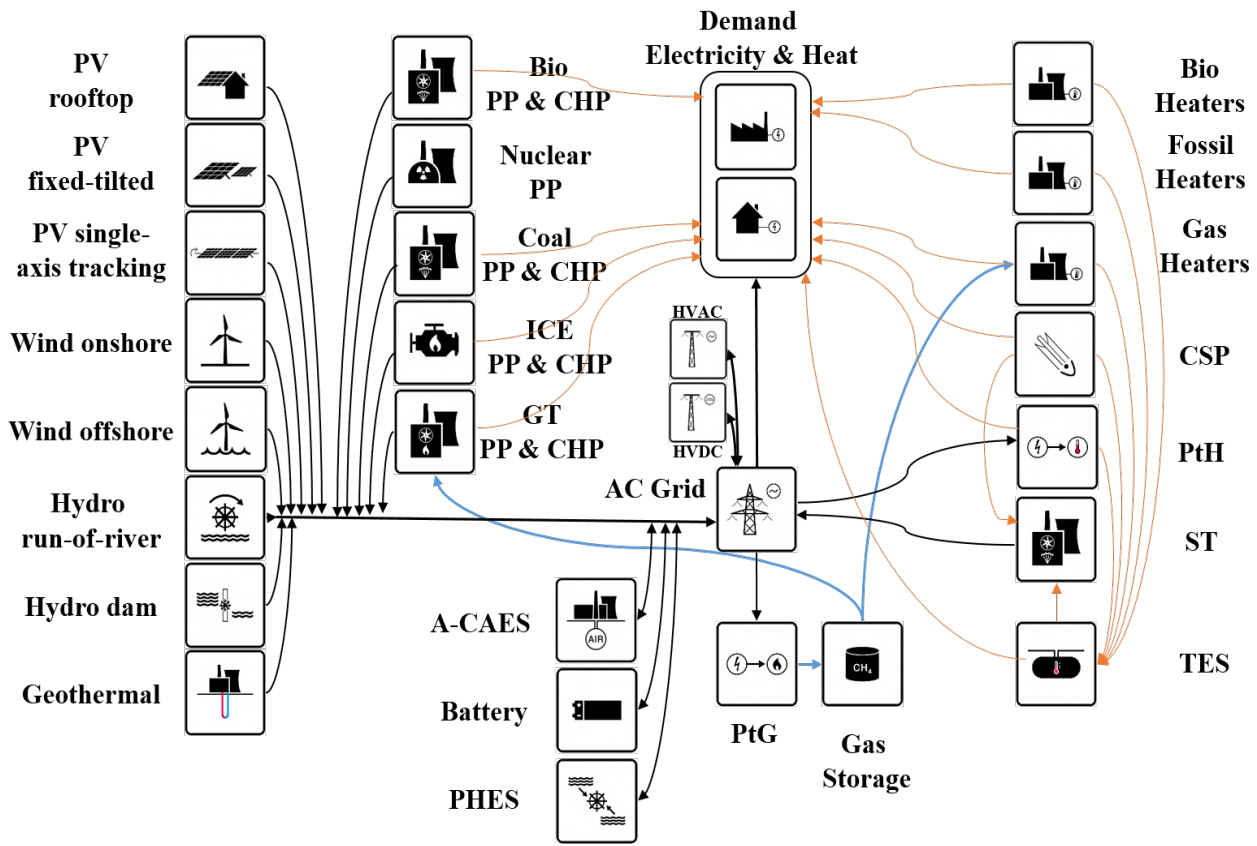 Demand
Electricity & Heat
PV
rooftop
PV
fixed-tilted
PV single-
axis tracking
Wind onshore
Wind offshore
Hydro
run-of-river
Hydro dam
Geothermal
Bio
PP & CHP
Nuclear
PP
Coal
PP & CHP
ICE
PP & CHP
GT
PP & CHP
HVAC
HVDC
AC Grid
A-CAES
AIR
Battery
PHES
PtG
CH4
Gas
Storage
Bio
Heaters
Fossil
Heaters
Gas
Heaters
CSP
PtH
ST
TES